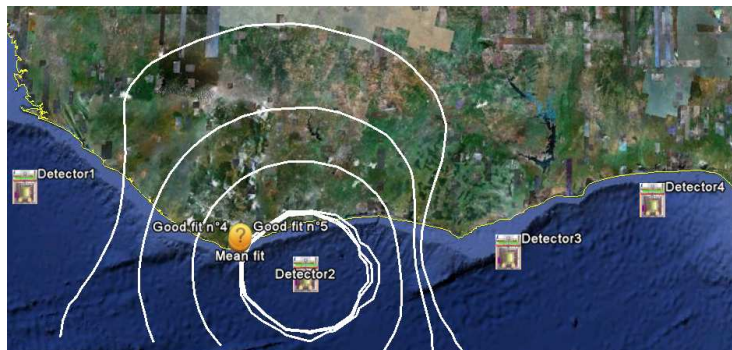 Detector1
Detector4
Good fit n°4
Good fit n°5
Detector3
Mean fit
Detector2